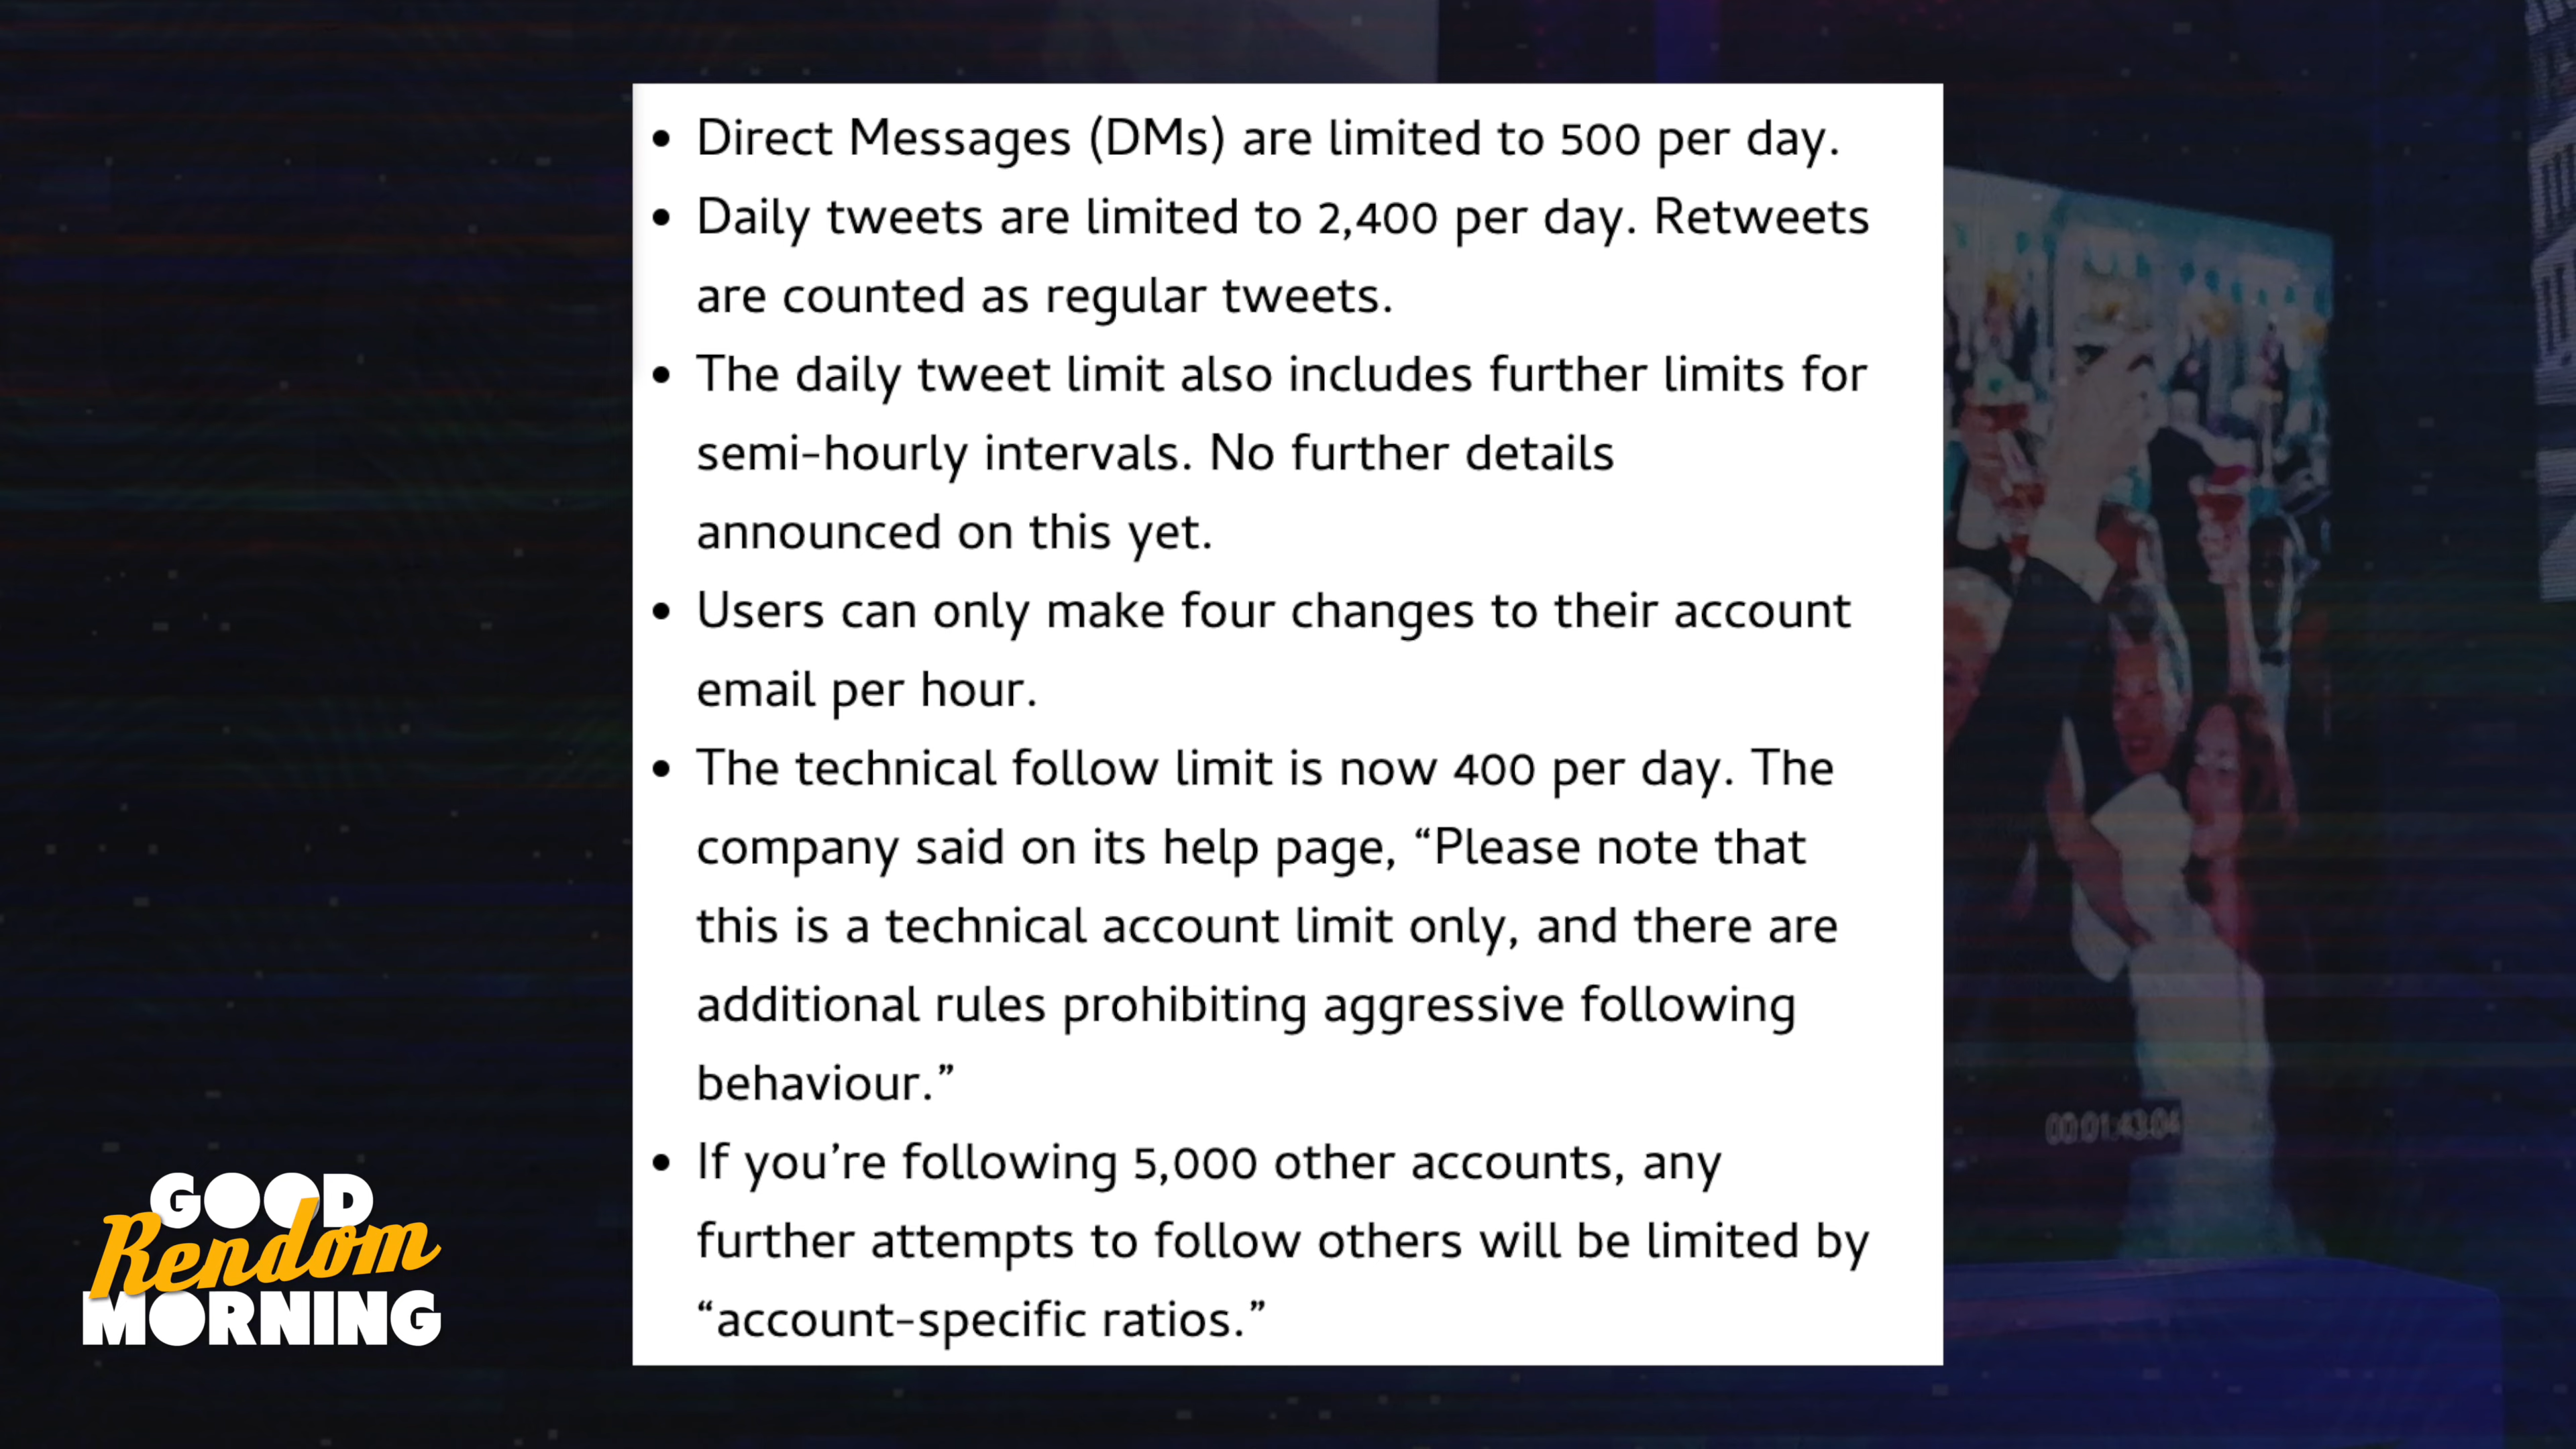 • Direct Messages (DMs) are limited to 500 per day.
• Daily tweets are limited to 2,400 per day. Retweets
are counted as regular tweets.
• The daily tweet limit also includes further limits for
semi-hourly intervals. No further details
announced on this yet.
• Users can only make four changes to their account
email per hour.
• The technical follow limit is now 400 per day. The
company said on its help page, “Please note that
this is a technical account limit only, and there are
additional rules prohibiting aggressive following
behaviour.”
• If you’re following 5,000 other accounts, any
further attempts to follow others will be limited by
“account-specific ratios.”
GOOD
Rendom
MORNING
00:01:43:04